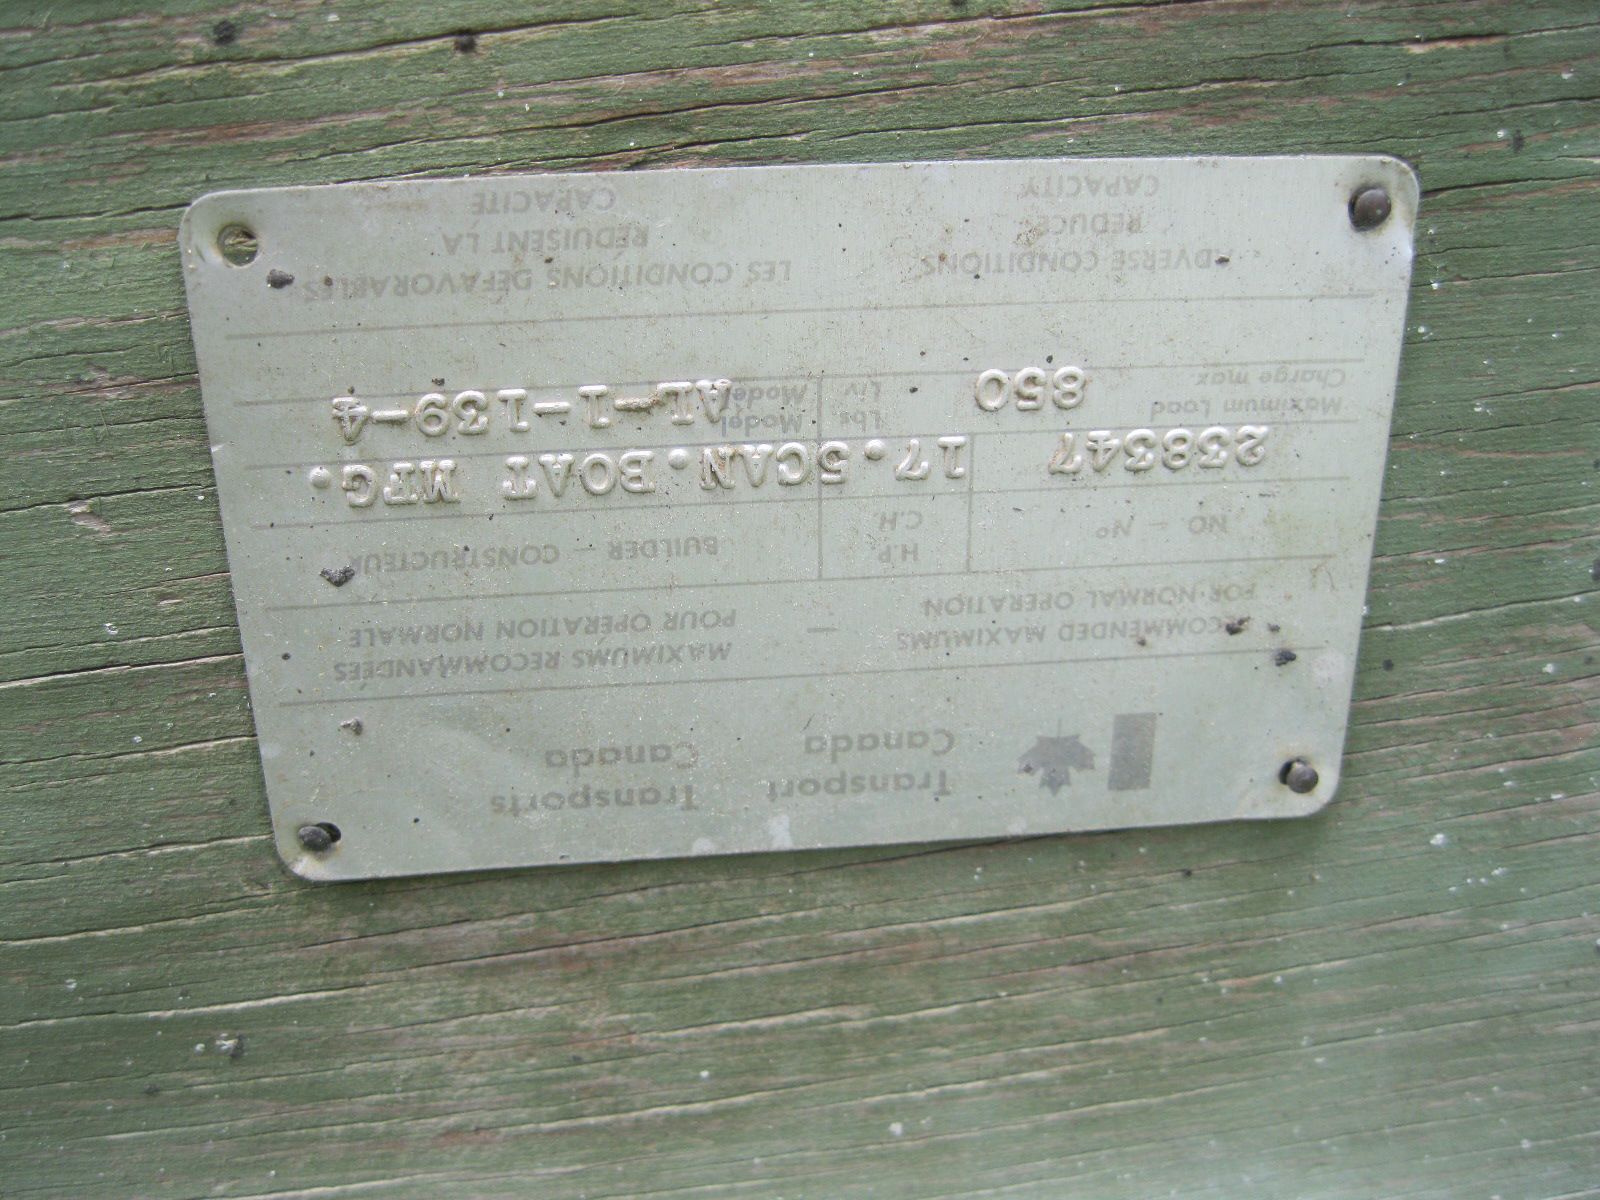 Transport Canada Transports Canada
RECOMMENDED MAXIMUMS — MAXIMUMS RECOMMANDÉES
FOR NORMAL OPERATION POUR OPÉRATION NORMALE
NO. - Nº H.P. C.H. BUILDER - CONSTRUCTEUR
238347 17.5 CAN.BOAT MFG.
Maximum Load 850 Lbs Model AL-1-139-4
Charge max. Liv. Modèle
ADVERSE CONDITIONS LES CONDITIONS DÉFAVORABLES
REDUCE RÉDUISENT LA
CAPACITY CAPACITÉ